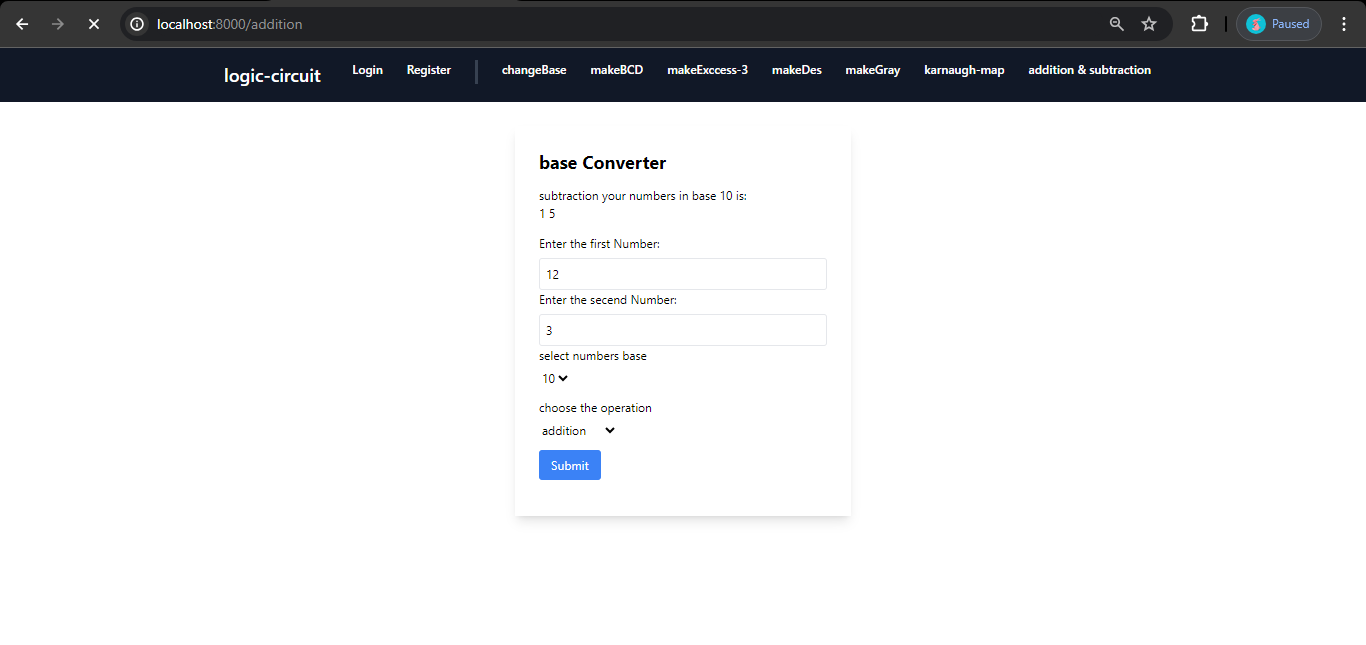 localhost:8000/addition
Paused
logic-circuit Login Register changeBase makeBCD makeExccess-3 makeDes makeGray karnaugh-map addition & subtraction
base Converter
subtraction your numbers in base 10 is:
1 5
Enter the first Number:
12
Enter the secend Number:
3
select numbers base
10
choose the operation
addition
Submit